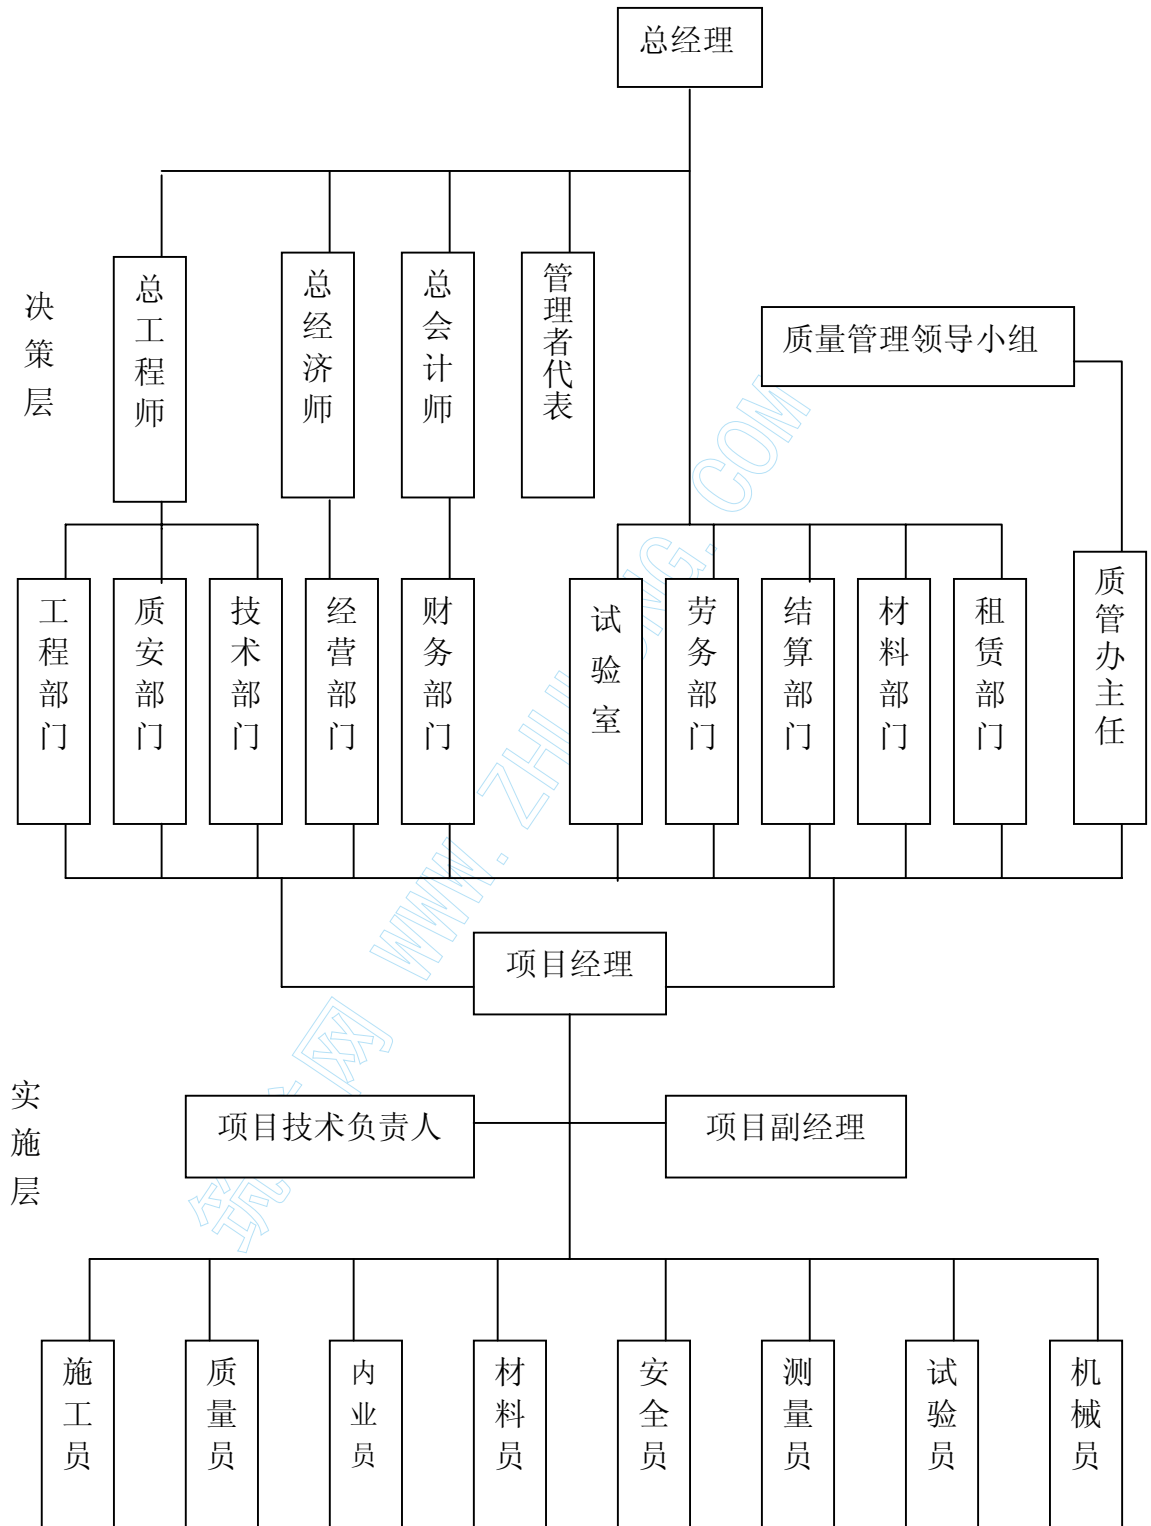 总经理
决策层
总工程师
总经济师
总会计师
管理者代表
质量管理领导小组
工程部门
质安部门
技术部门
经营部门
财务部门
试验室
劳务部门
结算部门
材料部门
租赁部门
质管办主任
项目经理
实施层
项目技术负责人
项目副经理
施工员
质量员
内业员
材料员
安全员
测量员
试验员
机械员